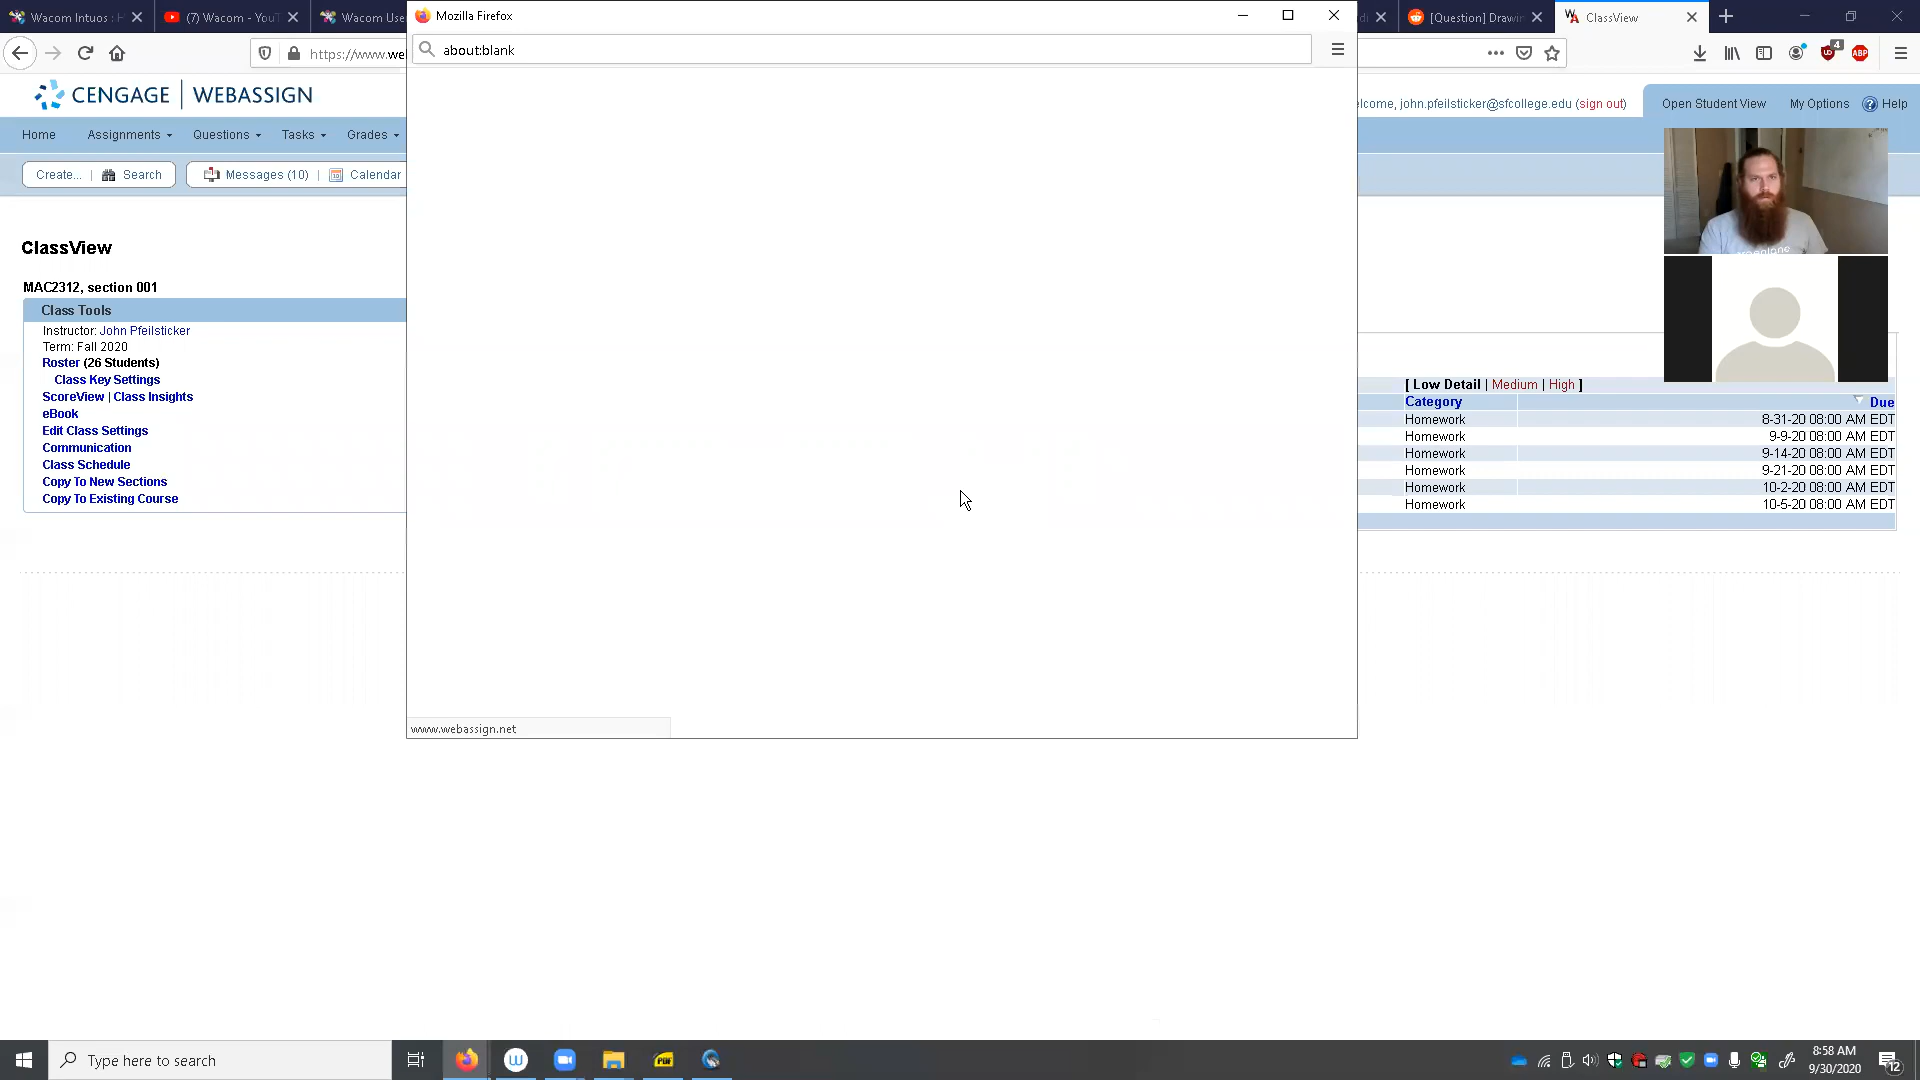 Wacom Intuos : H
(7) Wacom - YouT
Wacom Use
Mozilla Firefox
[Question] Drawin
ClassView
about:blank
https://www.we
4
ABP
CENGAGE | WEBASSIGN
elcome, john.pfeilsticker@sfcollege.edu (sign out)
Open Student View
My Options
Help
Home
Assignments
Questions
Tasks
Grades
Create... | Search
Messages (10) | Calendar
ClassView
MAC2312, section 001
Class Tools
Instructor: John Pfeilsticker
Term: Fall 2020
Roster (26 Students)
Class Key Settings
ScoreView | Class Insights
eBook
Edit Class Settings
Communication
Class Schedule
Copy To New Sections
Copy To Existing Course
[ Low Detail | Medium | High ]
Category Due
Homework 8-31-20 08:00 AM EDT
Homework 9-9-20 08:00 AM EDT
Homework 9-14-20 08:00 AM EDT
Homework 9-21-20 08:00 AM EDT
Homework 10-2-20 08:00 AM EDT
Homework 10-5-20 08:00 AM EDT
www.webassign.net
Type here to search
PDF
8:58 AM
9/30/2020
12